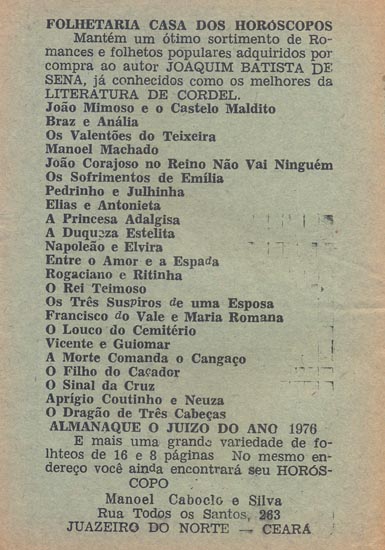 FOLHETARIA CASA DOS HORÓSCOPOS
Mantém um ótimo sortimento de Ro-
mances e folhetos populares adquiridos por
compra ao autor JOAQUIM BATISTA DE
SENA, já conhecidos como os melhores da
LITERATURA DE CORDEL.
João Mimoso e o Castelo Maldito
Braz e Anália
Os Valentões do Teixeira
Manoel Machado
João Corajoso no Reino Não Vai Ninguém
Os Sofrimentos de Emília
Pedrinho e Julhinha
Elias e Antonieta
A Princesa Adalgisa
A Duqueza Estelita
Napoleão e Elvira
Entre o Amor e a Espada
Rogaciano e Ritinha
O Rei Teimoso
Os Três Suspiros de uma Esposa
Francisco do Vale e Maria Romana
O Louco do Cemitério
Vicente e Guiomar
A Morte Comanda o Cangaço
O Filho do Caçador
O Sinal da Cruz
Aprígio Coutinho e Neuza
O Dragão de Três Cabeças
ALMANAQUE O JUIZO DO ANO 1976
E mais uma grande variedade de fo-
lhteos de 16 e 8 páginas No mesmo en-
dereço você ainda encontrará seu HORÓS-
COPO
Manoel Caboclo e Silva
Rua Todos os Santos, 263
JUAZEIRO DO NORTE — CEARÁ